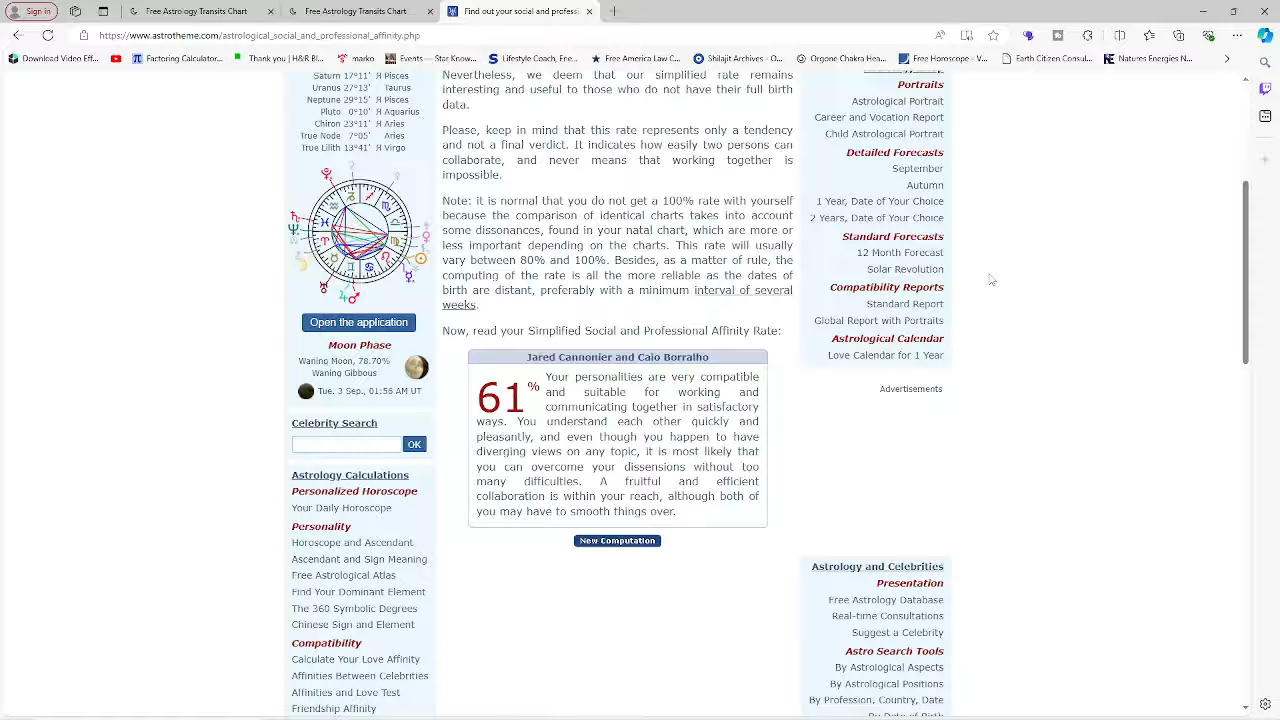 Sign in
Free Astrology Transits Chart
Free Astrology Transits Chart
Find out your social and profess
https://www.astrotheme.com/astrological_social_and_professional_affinity.php
Download Video Eff...
Factoring Calculator...
Thank you | H&R Bl...
marko
Starting Your Day...
Lifestyle Coach, Fre...
Free America Law C...
Shilajit Archives - O...
Orgone Chakra Hea...
Free Horoscope - V...
Earth Citizen Consul...
Natures Energies N...
Saturn 17°11' Я Pisces
Uranus 27°13' Taurus
Neptune 29°15' Я Pisces
Pluto 0°10' Я Aquarius
Chiron 23°11' Я Aries
True Node 7°05' Aries
True Lilith 13°41' Я Virgo
Open the application
Moon Phase
Waning Moon, 78.70%
Waning Gibbous
Tue. 3 Sep., 01:56 AM UT
Celebrity Search
OK
Astrology Calculations
Personalized Horoscope
Your Daily Horoscope
Personality
Horoscope and Ascendant
Ascendant and Sign Meaning
Free Astrological Atlas
Find Your Dominant Element
The 360 Symbolic Degrees
Chinese Sign and Element
Compatibility
Calculate Your Love Affinity
Affinities Between Celebrities
Affinities and Love Test
Friendship Affinity
Nevertheless, we deem that our simplified rate remains
interesting and useful to those who do not have their full birth
data.
Please, keep in mind that this rate represents only a tendency
and not a final verdict. It indicates how easily two persons can
collaborate, and never means that working together is
impossible.
Note: it is normal that you do not get a 100% rate with yourself
because the comparison of identical charts takes into account
some dissonances, found in your natal chart, which are more or
less important depending on the charts. This rate will usually
vary between 80% and 100%. Besides, as a matter of rule, the
computing of the rate is all the more reliable as the dates of
birth are distant, preferably with a minimum interval of several
weeks.
Now, read your Simplified Social and Professional Affinity Rate:
Jared Cannonier and Caio Borralho
61% Your personalities are very compatible
and suitable for working and
communicating together in satisfactory
ways. You understand each other quickly and
pleasantly, and even though you happen to have
diverging views on any topic, it is most likely that
you can overcome your dissensions without too
many difficulties. A fruitful and efficient
collaboration is within your reach, although both of
you may have to smooth things over.
New Computation
Portraits
Astrological Portrait
Career and Vocation Report
Child Astrological Portrait
Detailed Forecasts
September
Autumn
1 Year, Date of Your Choice
2 Years, Date of Your Choice
Standard Forecasts
12 Month Forecast
Solar Revolution
Compatibility Reports
Standard Report
Global Report with Portraits
Astrological Calendar
Love Calendar for 1 Year
Advertisements
Astrology and Celebrities
Presentation
Free Astrology Database
Real-time Consultations
Suggest a Celebrity
Astro Search Tools
By Astrological Aspects
By Astrological Positions
By Profession, Country, Date
By Date of Birth